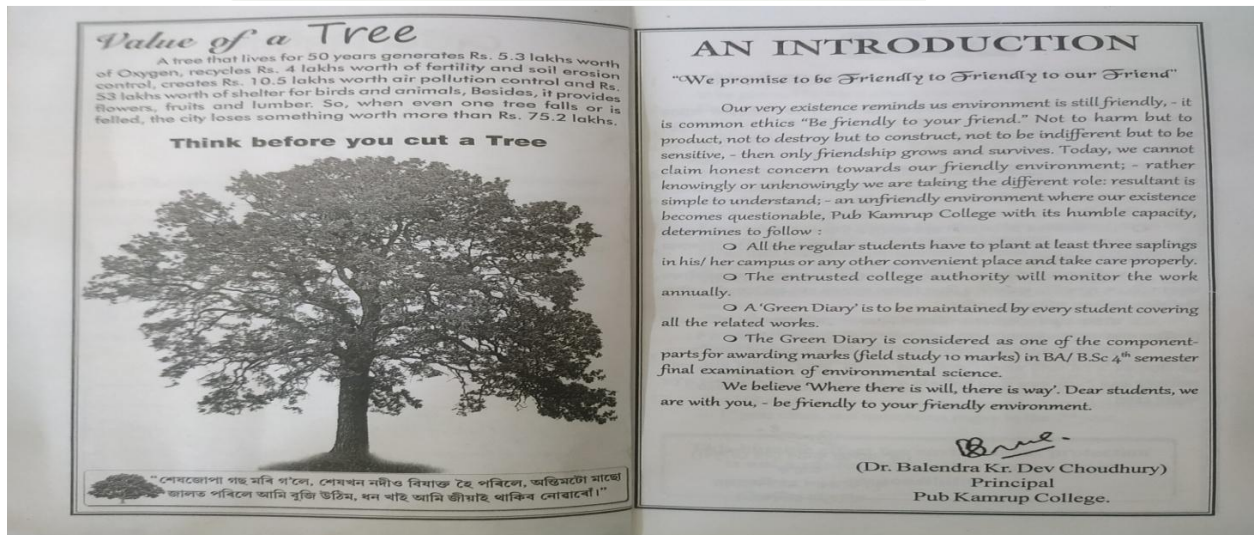 Value of a Tree
A tree that lives for 50 years generates Rs. 5.3 lakhs worth
of Oxygen, recycles Rs. 4 lakhs worth of fertility and soil erosion
control, creates Rs. 10.5 lakhs worth air pollution control and Rs.
53 lakhs worth of shelter for birds and animals, Besides, it provides
flowers, fruits and lumber. So, when even one tree falls or is
felled, the city loses something worth more than Rs. 75.2 lakhs.
Think before you cut a Tree
"শেষজোপা গছ মৰি গ'লে, শেষখন নদীও বিষাক্ত হৈ পৰিলে, অন্তিমটো মাছো
জালত পৰিলে আমি বুজি উঠিম, ধন খাই আমি জীয়াই থাকিব নোৱাৰোঁ।"
AN INTRODUCTION
"We promise to be Friendly to Friendly to our Friend"
Our very existence reminds us environment is still friendly, - it
is common ethics "Be friendly to your friend." Not to harm but to
product, not to destroy but to construct, not to be indifferent but to be
sensitive, - then only friendship grows and survives. Today, we cannot
claim honest concern towards our friendly environment; - rather
knowingly or unknowingly we are taking the different role: resultant is
simple to understand; - an unfriendly environment where our existence
becomes questionable, Pub Kamrup College with its humble capacity,
determines to follow :
❍ All the regular students have to plant at least three saplings
in his/ her campus or any other convenient place and take care properly.
❍ The entrusted college authority will monitor the work
annually.
❍ A 'Green Diary' is to be maintained by every student covering
all the related works.
❍ The Green Diary is considered as one of the component-
parts for awarding marks (field study 10 marks) in BA/ B.Sc 4th semester
final examination of environmental science.
We believe 'Where there is will, there is way'. Dear students, we
are with you, - be friendly to your friendly environment.
(Dr. Balendra Kr. Dev Choudhury)
Principal
Pub Kamrup College.